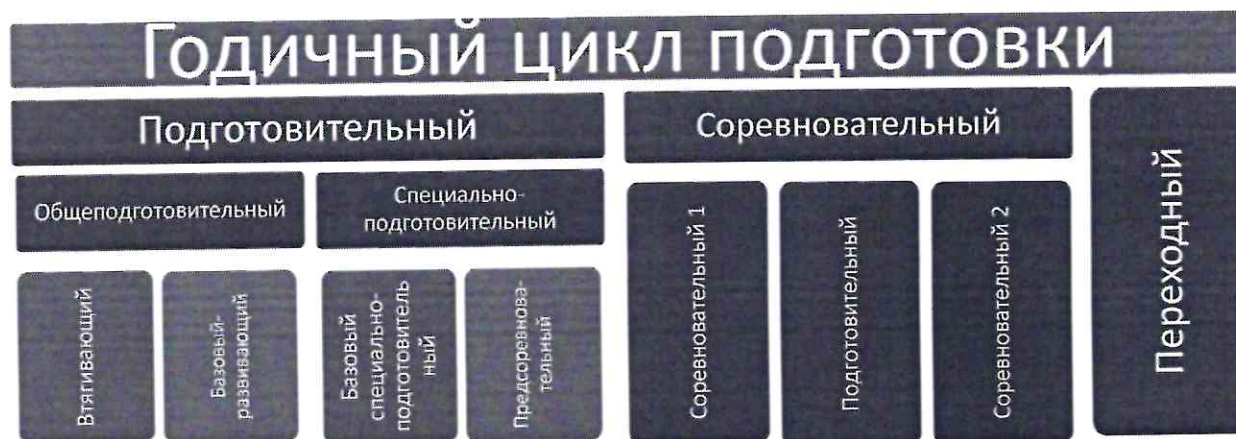 Годичный цикл подготовки
Подготовительный
Соревновательный
Переходный
Общеподготовительный
Специально-
подготовительный
Втягивающий
Базовый-
развивающий
Базовый
специально-
подготовитель
ный
Предсоревнова-
тельный
Соревновательный 1
Подготовительный
Соревновательный 2